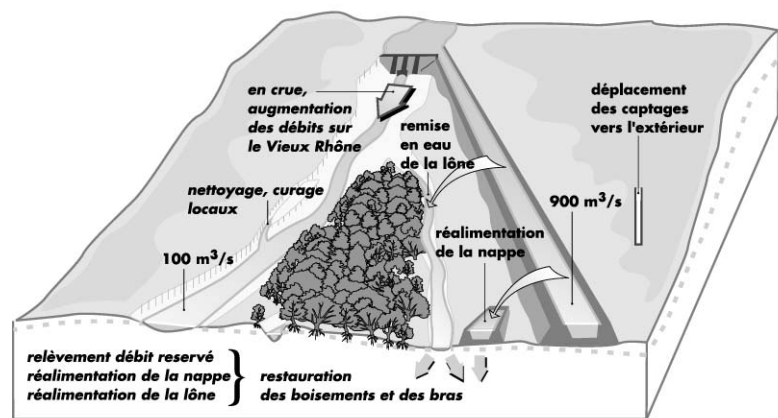 en crue,
augmentation
des débits sur
le Vieux Rhône
remise
en eau
de la lône
déplacement
des captages
vers l'extérieur
nettoyage, curage
locaux
900 m³/s
réalimentation
de la nappe
100 m³/s
relèvement débit reservé
réalimentation de la nappe
réalimentation de la lône
restauration
des boisements et des bras